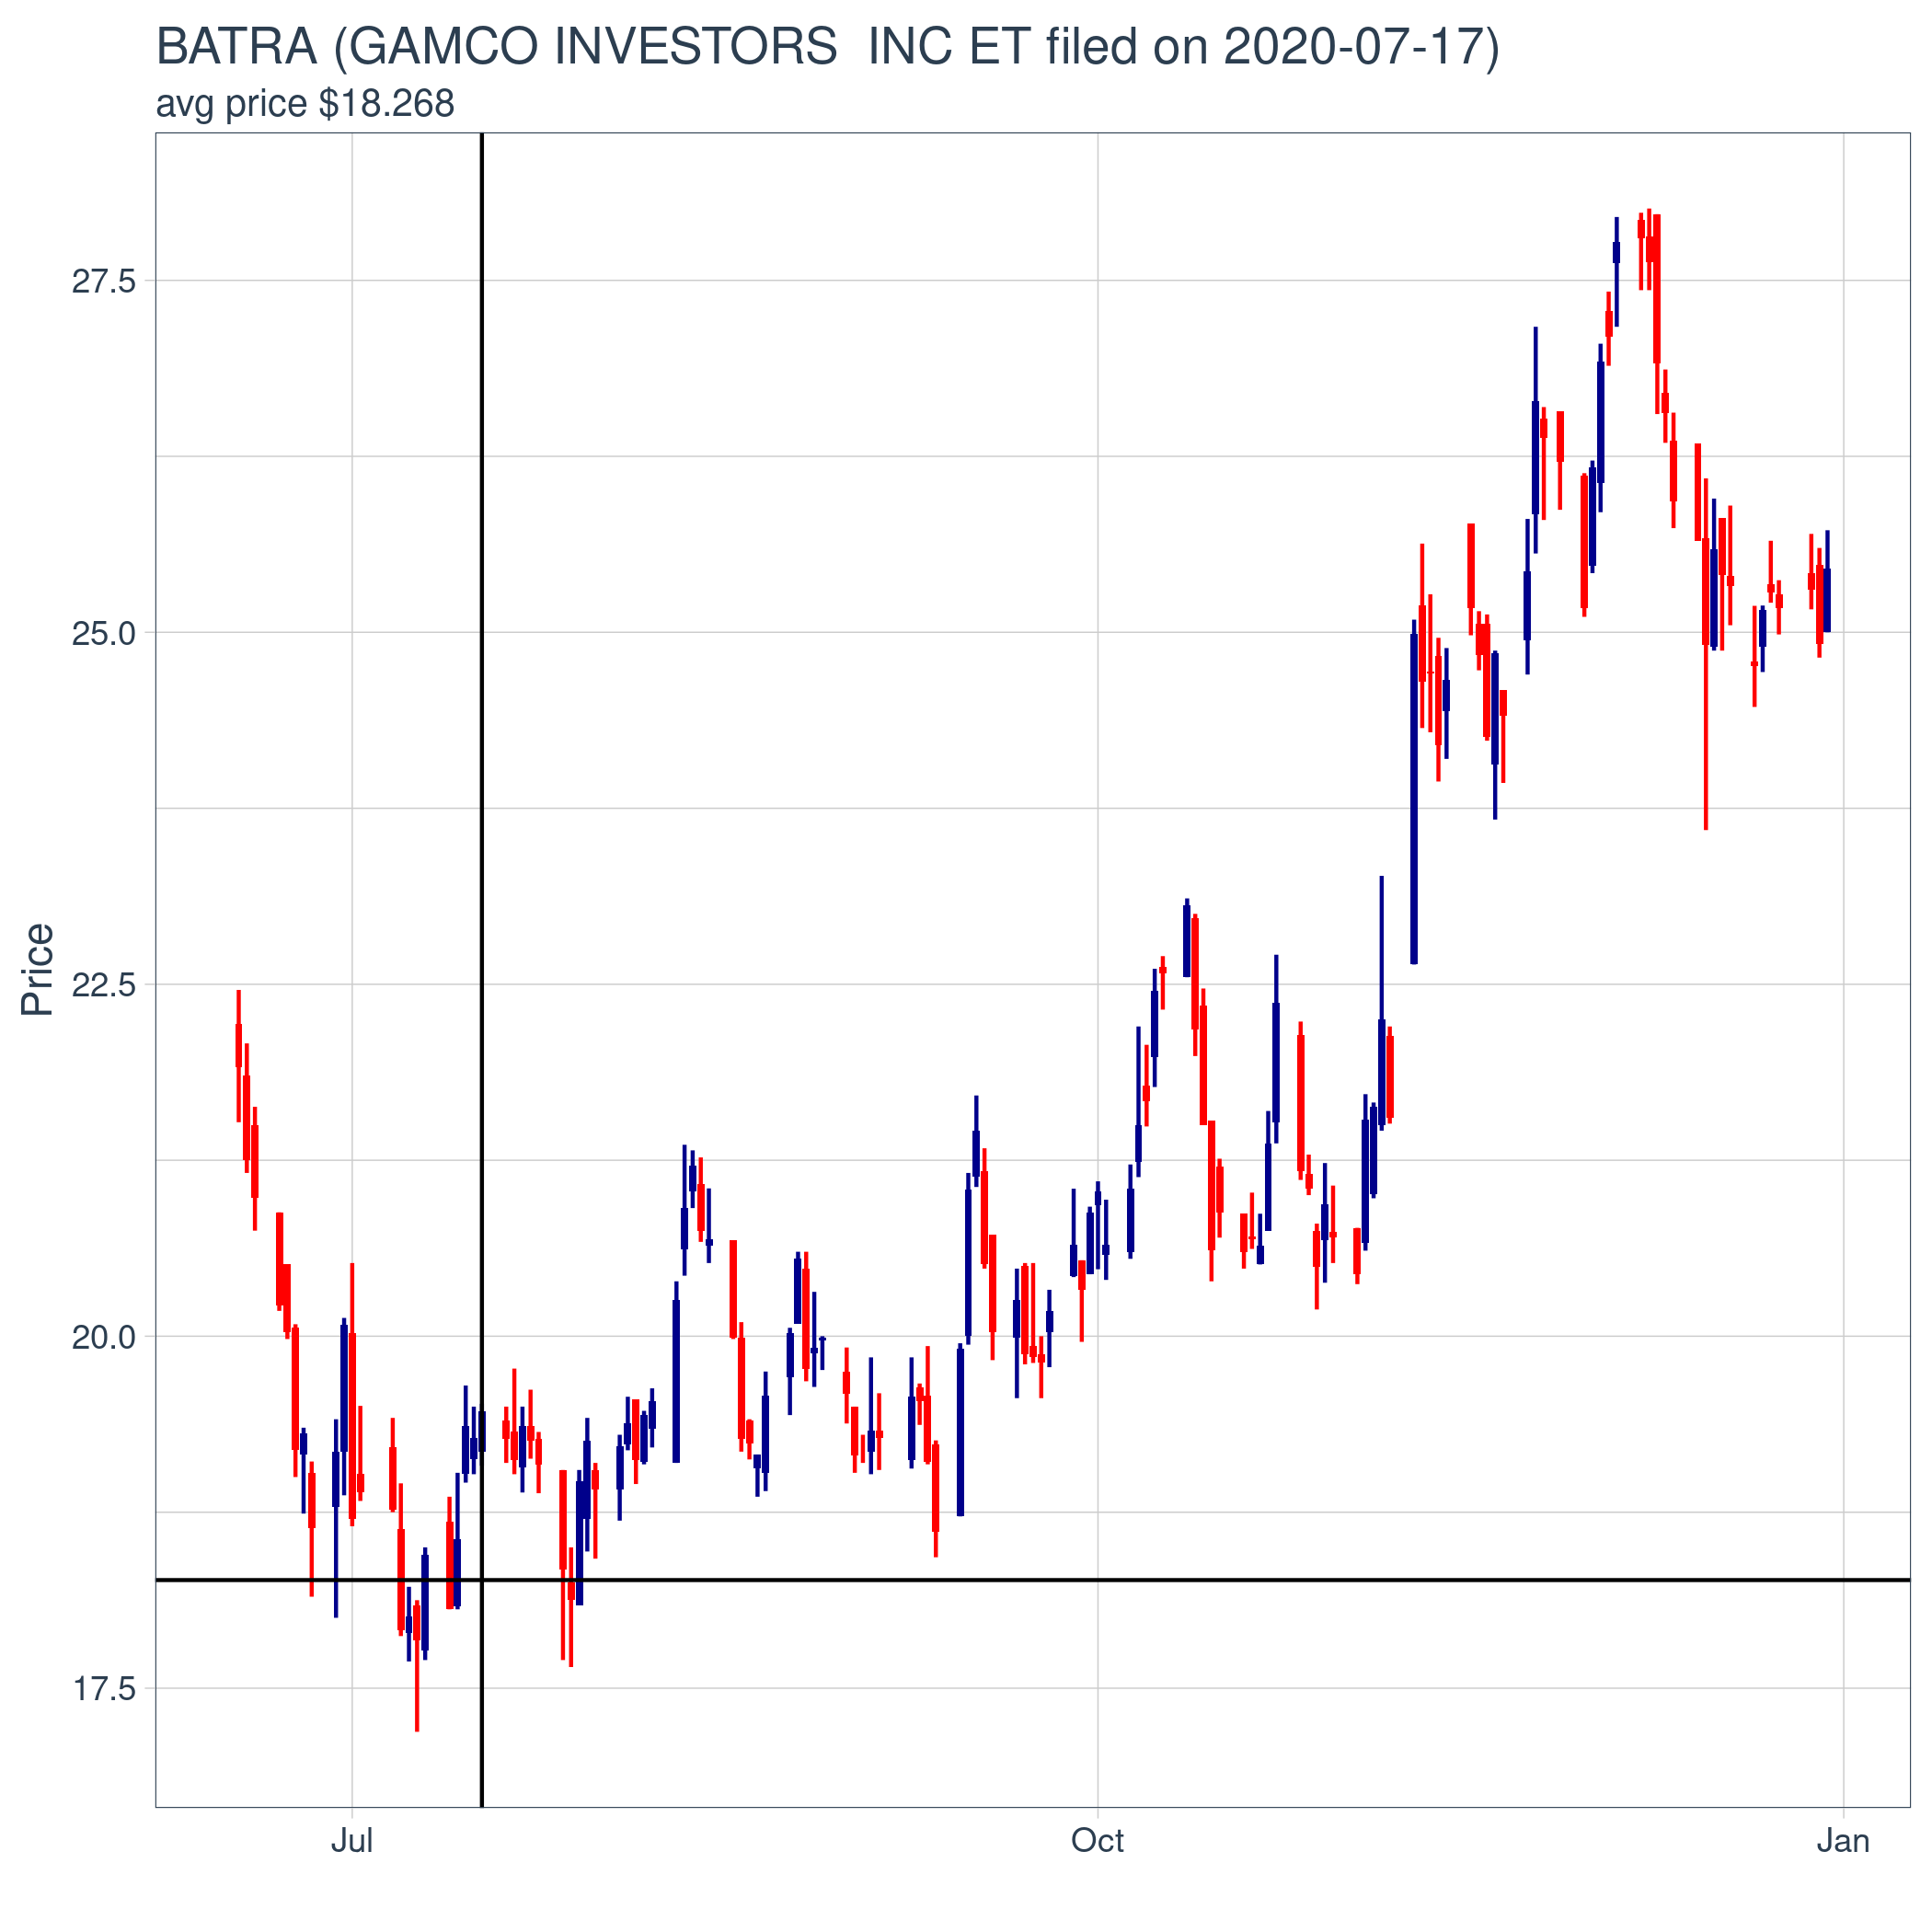 BATRA (GAMCO INVESTORS  INC ET filed on 2020-07-17)
avg price $18.268
Price
27.5
25.0
22.5
20.0
17.5
Jul Oct Jan